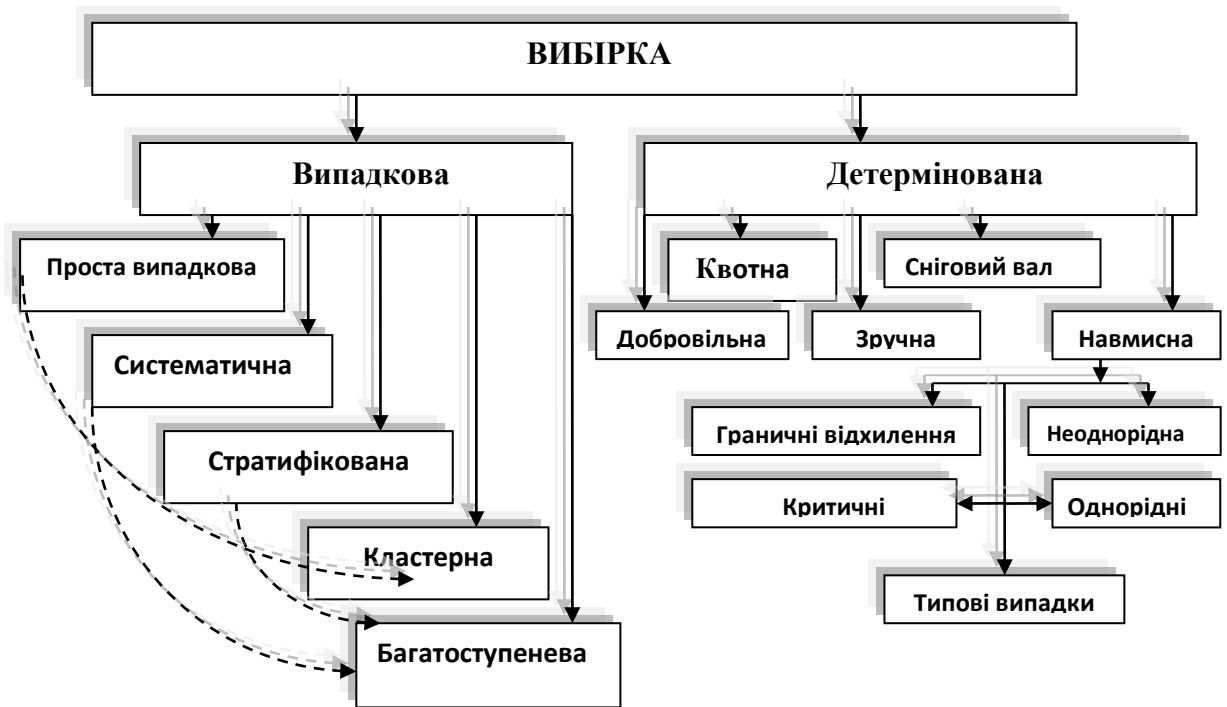 ВИБІРКА
Випадкова
Детермінована
Проста випадкова
Квотна
Сніговий вал
Добровільна
Зручна
Навмисна
Систематична
Граничні відхилення
Неоднорідна
Стратифікована
Критичні
Однорідні
Кластерна
Типові випадки
Багатоступенева